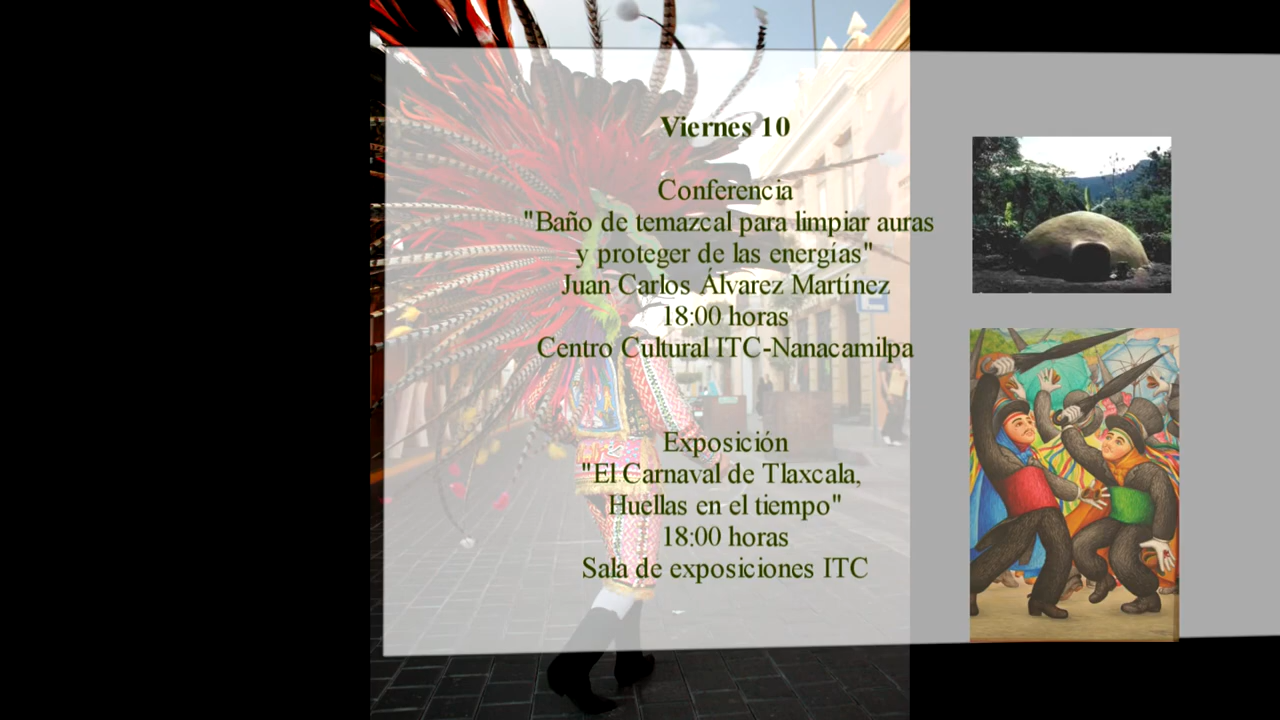 Viernes 10
Conferencia
"Baño de temazcal para limpiar auras
y proteger de las energías"
Juan Carlos Álvarez Martínez
18:00 horas
Centro Cultural ITC-Nanacamilpa
Exposición
"El Carnaval de Tlaxcala,
Huellas en el tiempo"
18:00 horas
Sala de exposiciones ITC
E